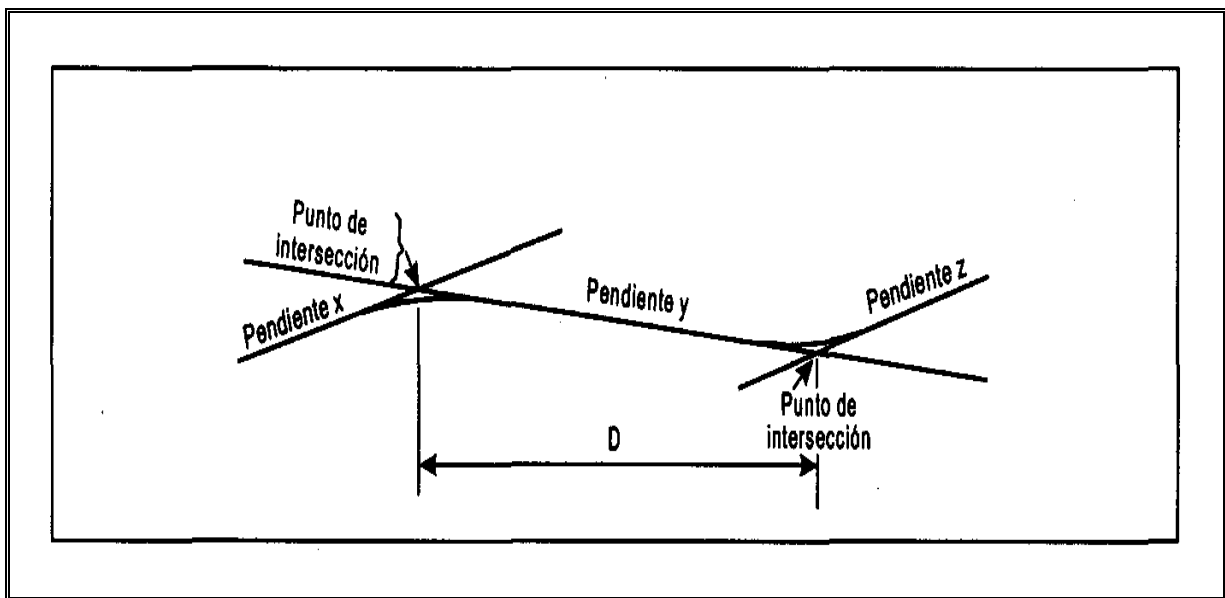 Punto de
intersección
Pendiente x
Pendiente y
Pendiente z
Punto de
intersección
D